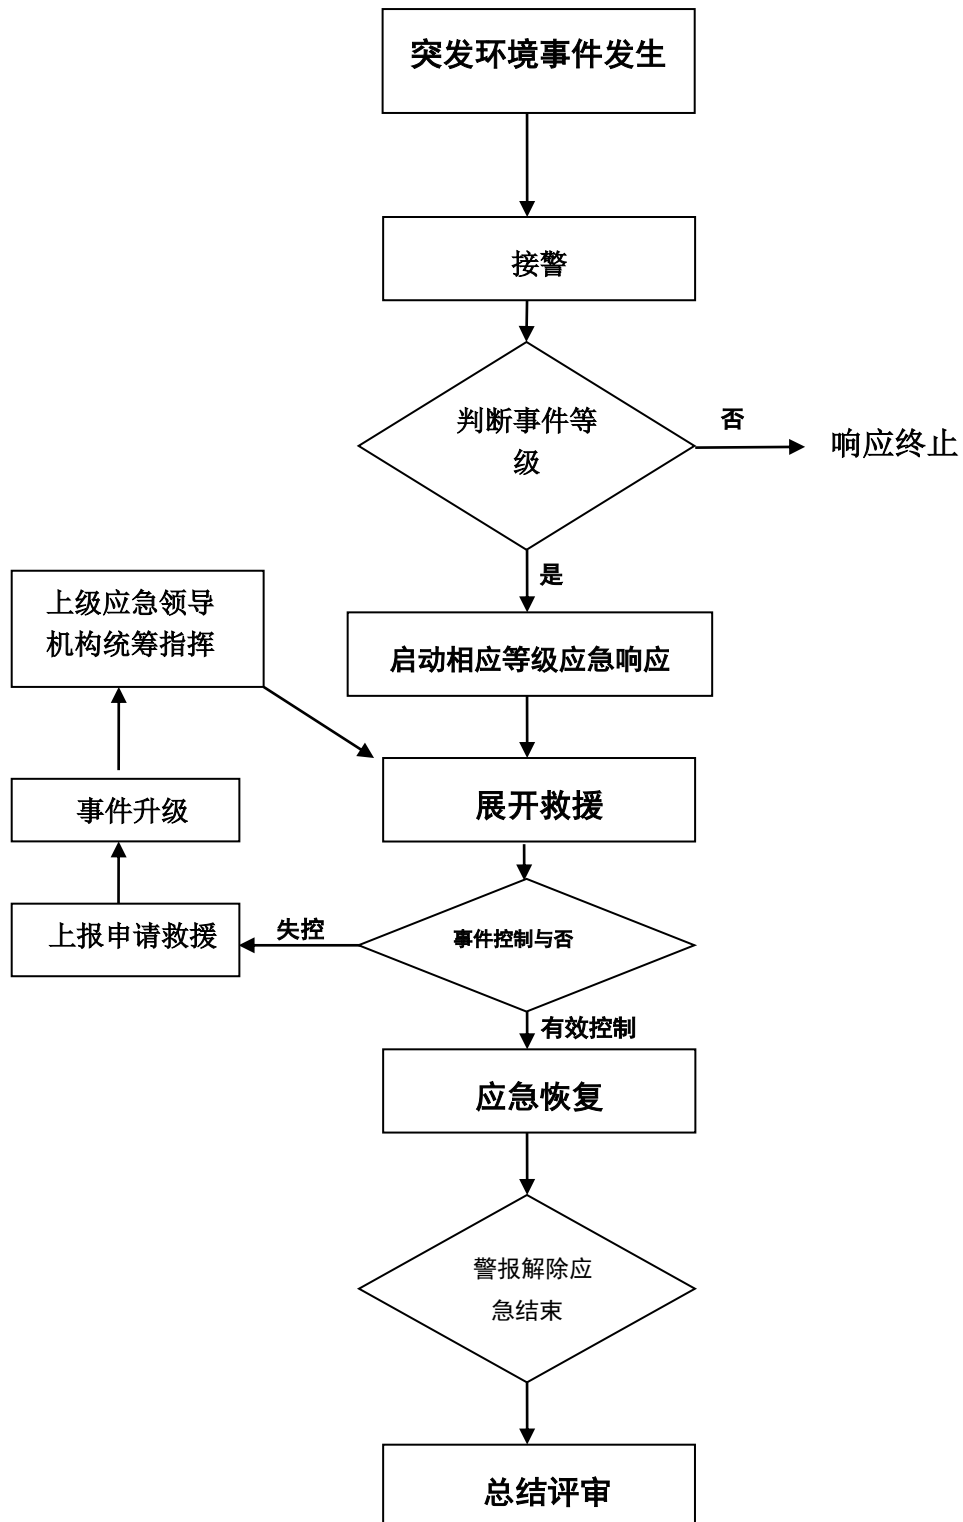 突发环境事件发生
接警
判断事件等
级
否
响应终止
是
上级应急领导
机构统筹指挥
启动相应等级应急响应
展开救援
事件升级
上报申请救援
失控
事件控制与否
有效控制
应急恢复
警报解除应
急结束
总结评审